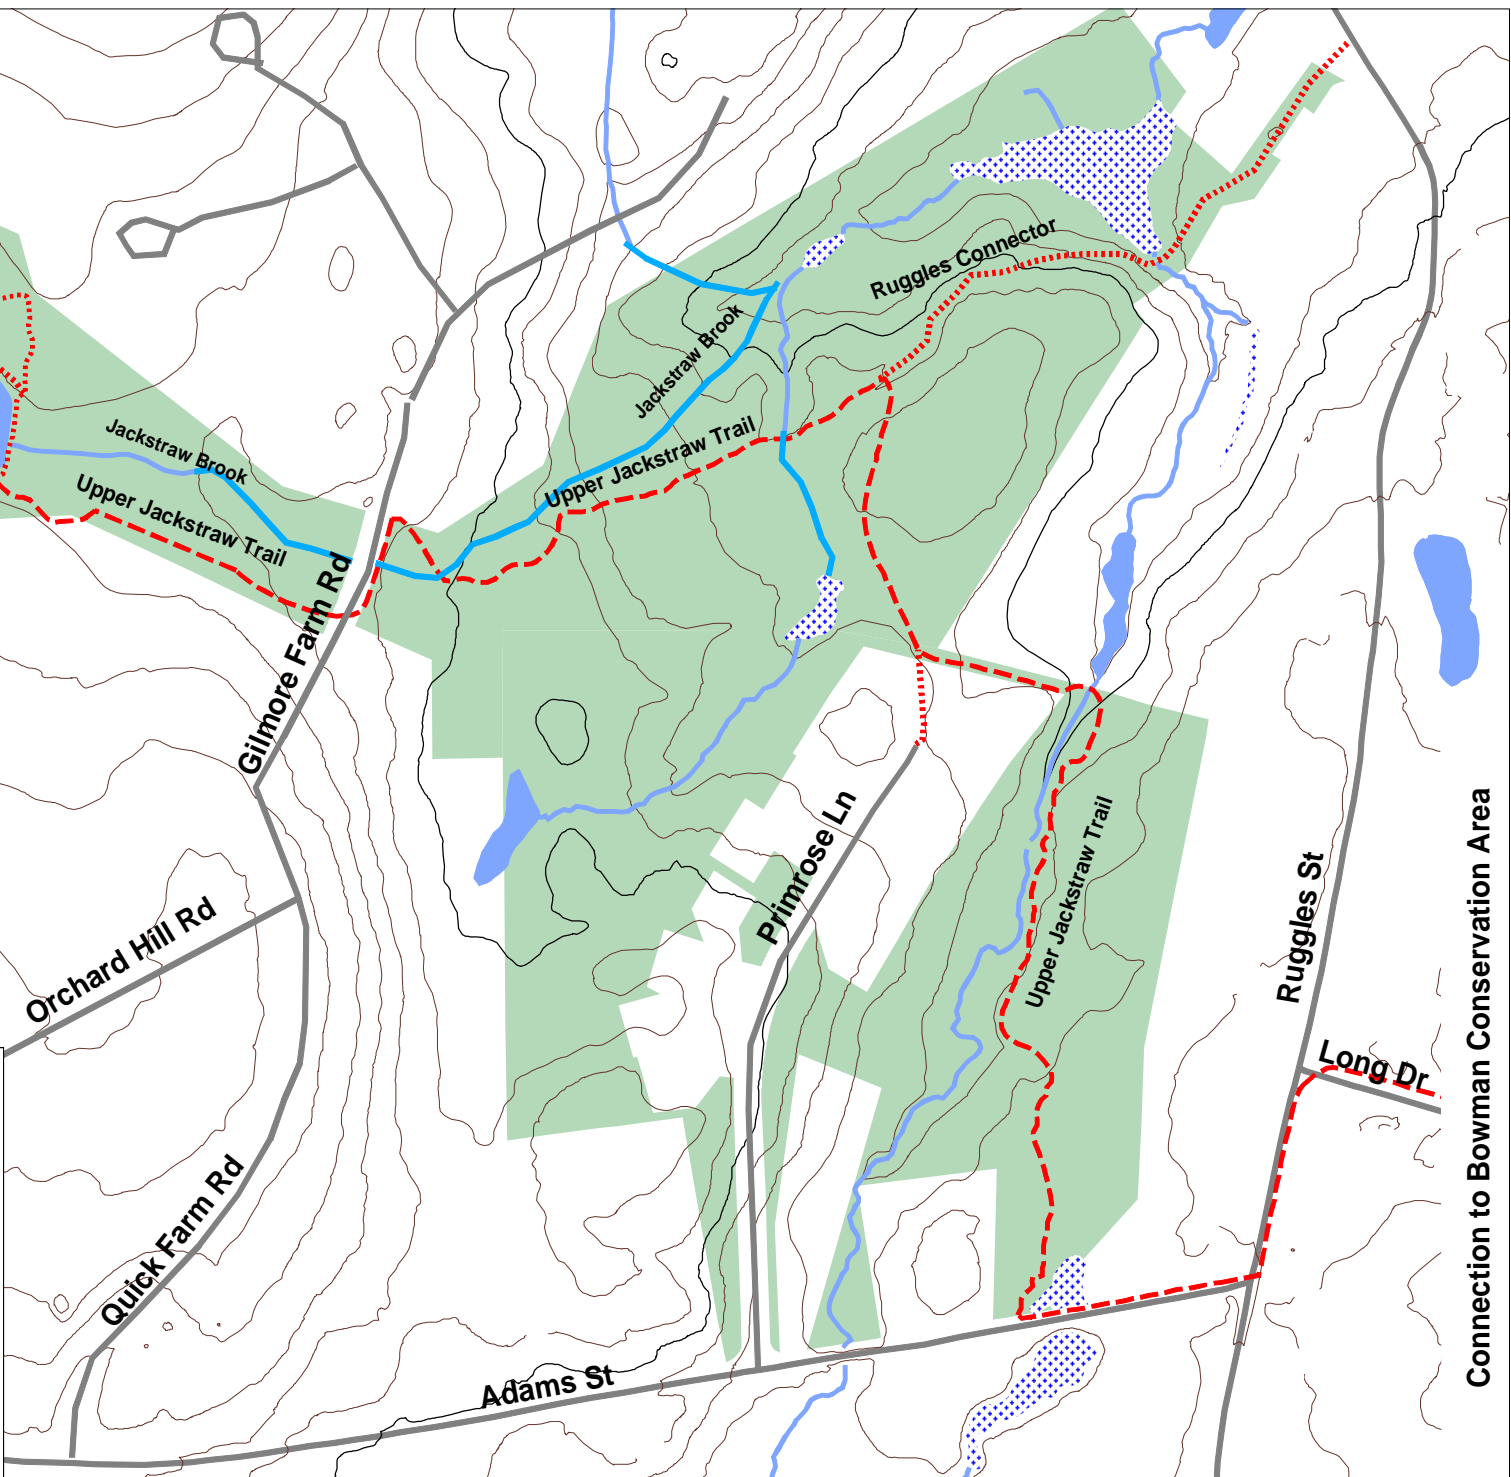 Ruggles Connector
Jackstraw Brook
Jackstraw Brook
Upper Jackstraw Trail
Upper Jackstraw Trail
Gilmore Farm Rd
Primrose Ln
Upper Jackstraw Trail
Orchard Hill Rd
Ruggles St
Long Dr
Connection to Bowman Conservation Area
Quick Farm Rd
Adams St